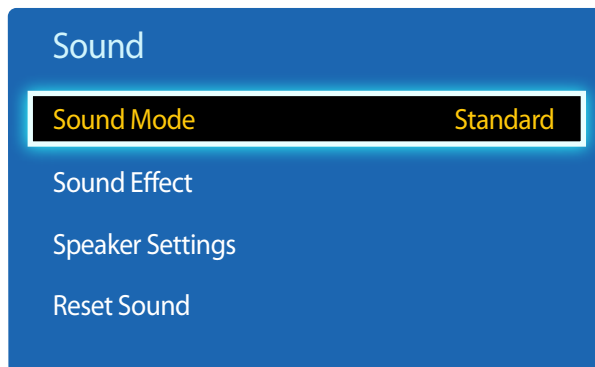 Sound
Sound Mode Standard
Sound Effect
Speaker Settings
Reset Sound